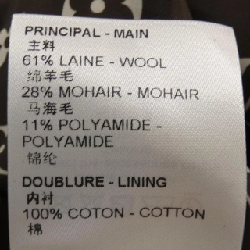 PRINCIPAL - MAIN
主料
61% LAINE - WOOL
绵羊毛
28% MOHAIR - MOHAIR
马海毛
11% POLYAMIDE -
POLYAMIDE
锦纶
DOUBLURE - LINING
内衬
100% COTON - COTTON
棉